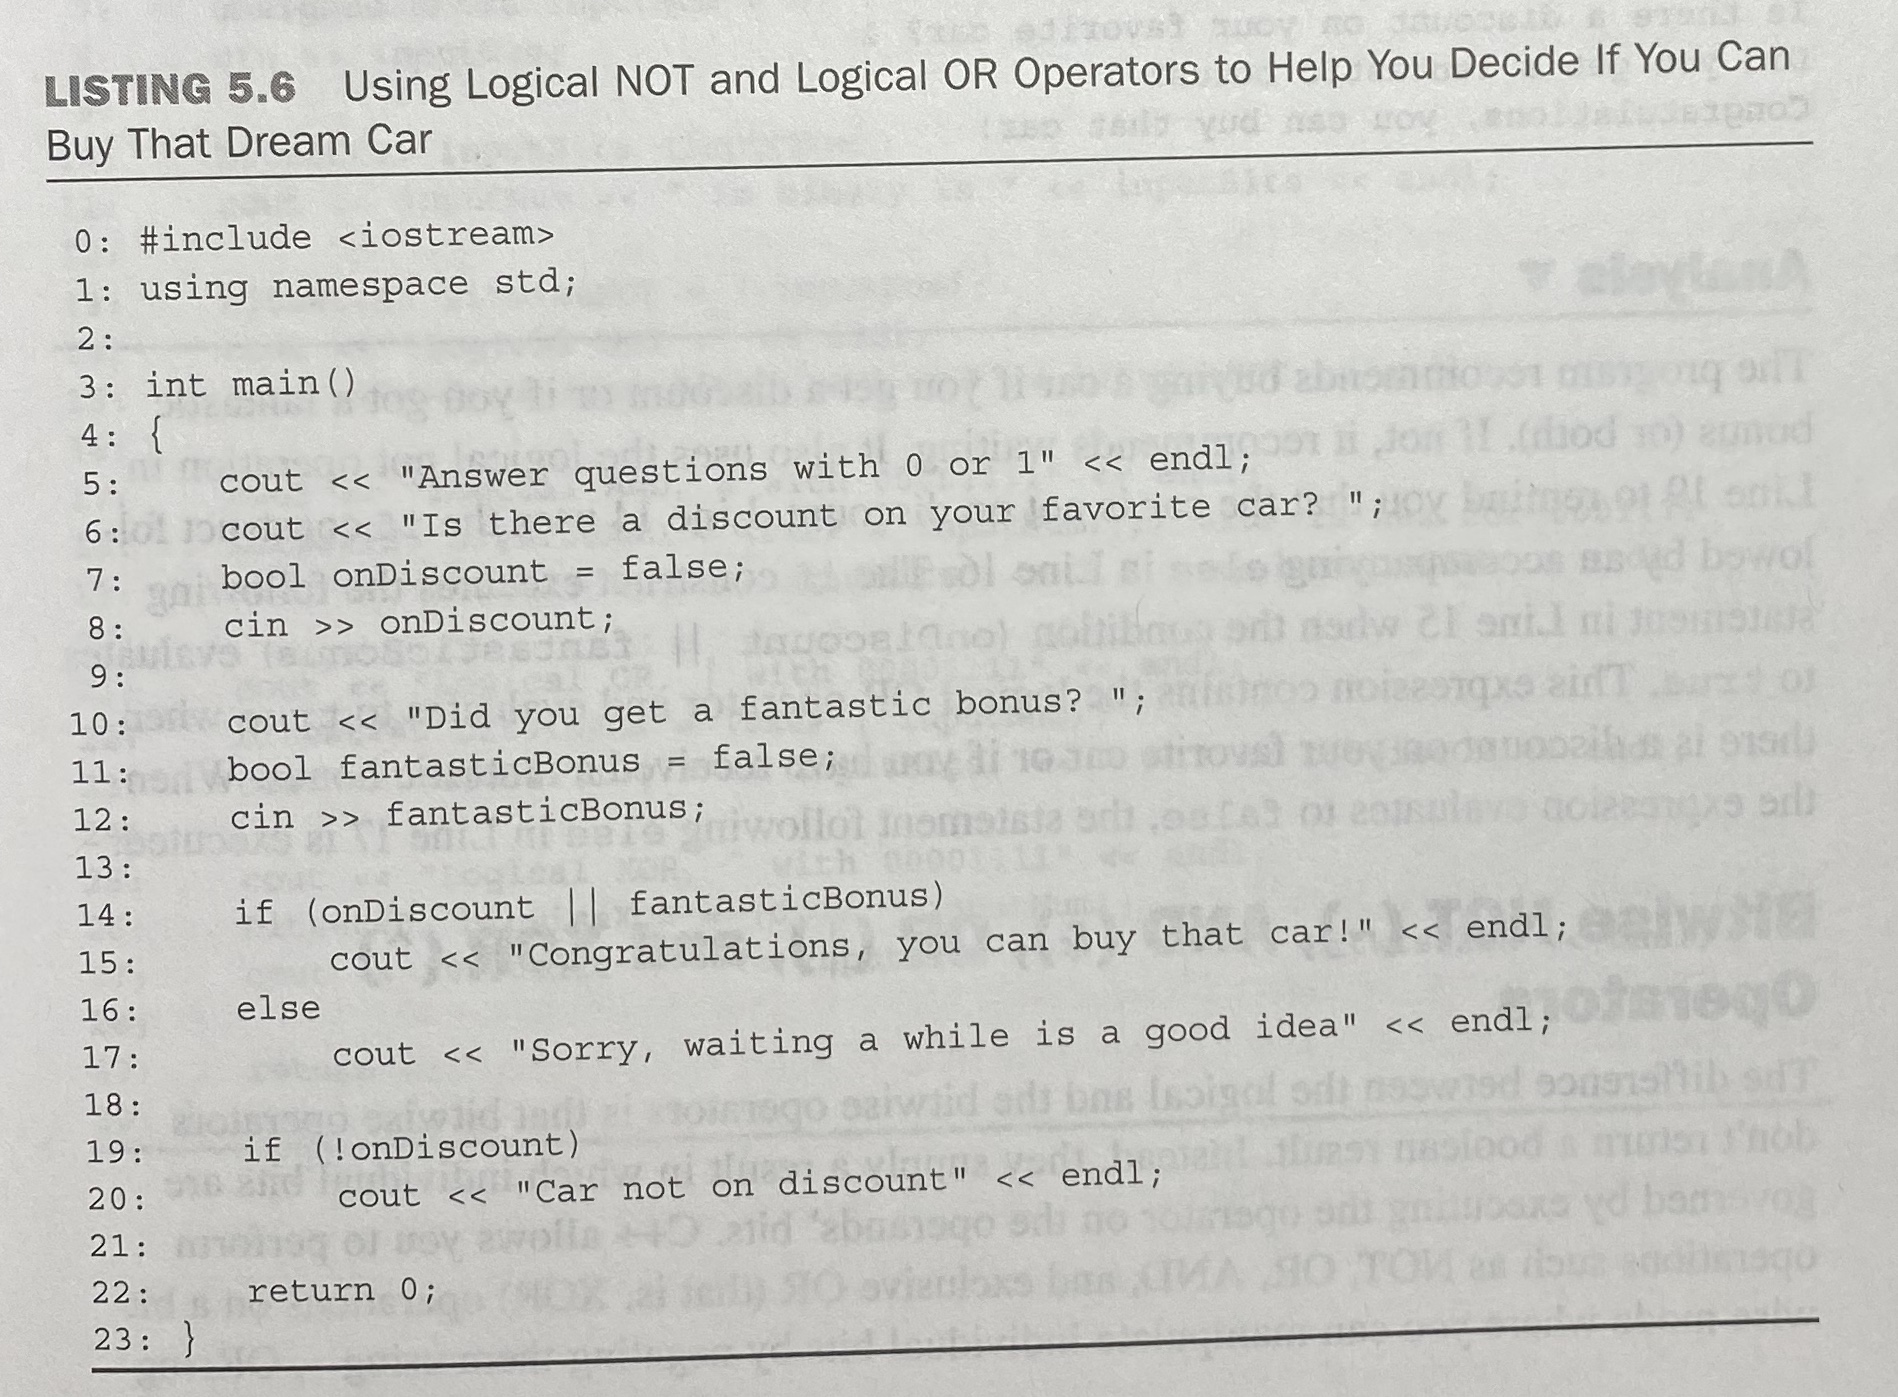 LISTING 5.6 Using Logical NOT and Logical OR Operators to Help You Decide If You Can
Buy That Dream Car
0: #include <iostream>
1: using namespace std;
2:
3: int main()
4: {
5: cout << "Answer questions with 0 or 1" << endl;
6: cout << "Is there a discount on your favorite car? ";
7: bool onDiscount = false;
8: cin >> onDiscount;
9:
10: cout << "Did you get a fantastic bonus? ";
11: bool fantasticBonus = false;
12: cin >> fantasticBonus;
13:
14: if (onDiscount || fantasticBonus)
15: cout << "Congratulations, you can buy that car!" << endl;
16: else
17: cout << "Sorry, waiting a while is a good idea" << endl;
18:
19: if (!onDiscount)
20: cout << "Car not on discount" << endl;
21:
22: return 0;
23: }